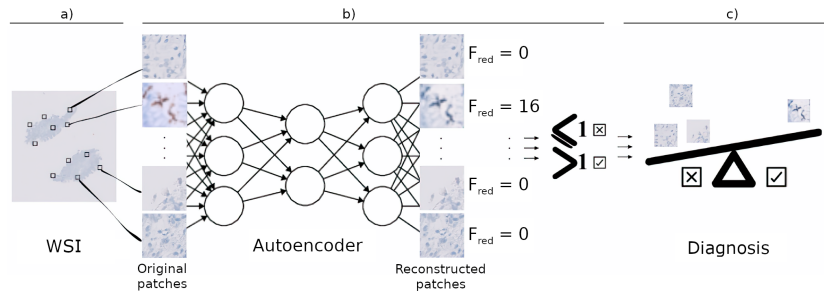 a)
b)
c)
F_red = 0
F_red = 16
< 1
> 1
F_red = 0
F_red = 0
WSI
Autoencoder
Diagnosis
Original
patches
Reconstructed
patches